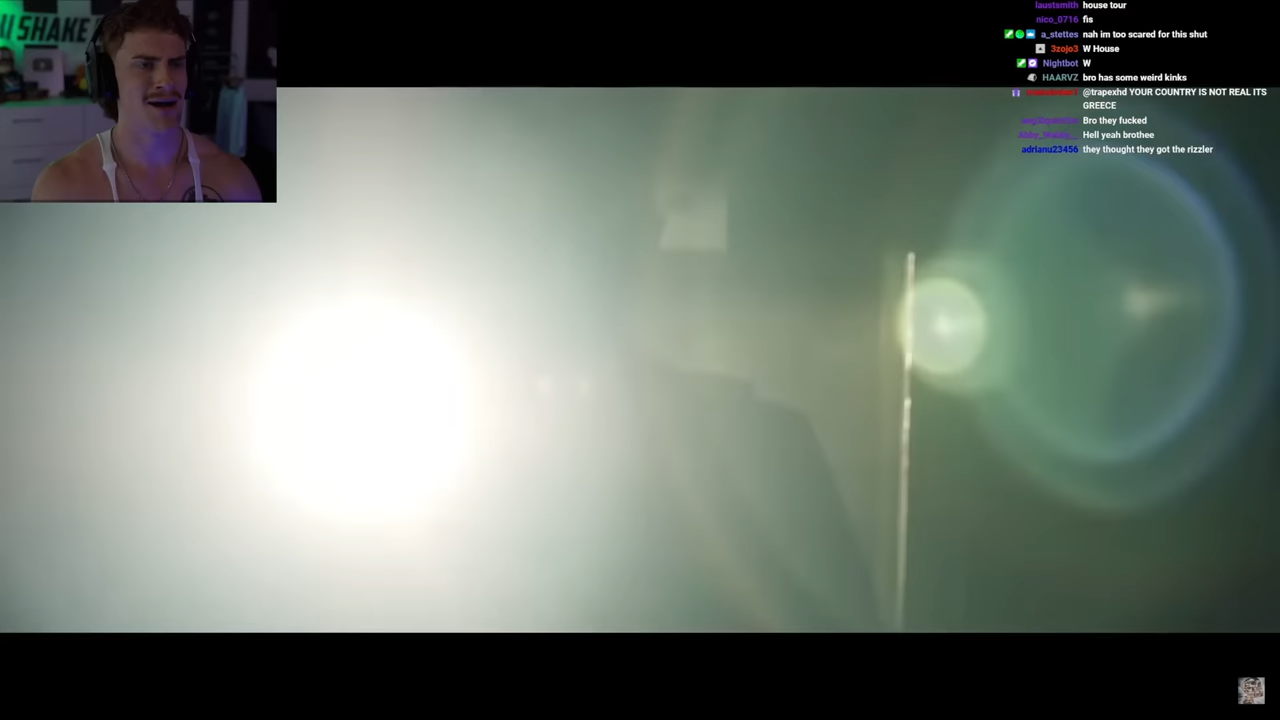 SHAKE
laustsmith house tour
nico_0716 fis
a_stettes nah im too scared for this shut
3zojo3 W House
Nightbot W
HAARVZ bro has some weird kinks
@trapexhd YOUR COUNTRY IS NOT REAL ITS
GREECE
Bro they fucked
Hell yeah brothee
adrianu23456 they thought they got the rizzler